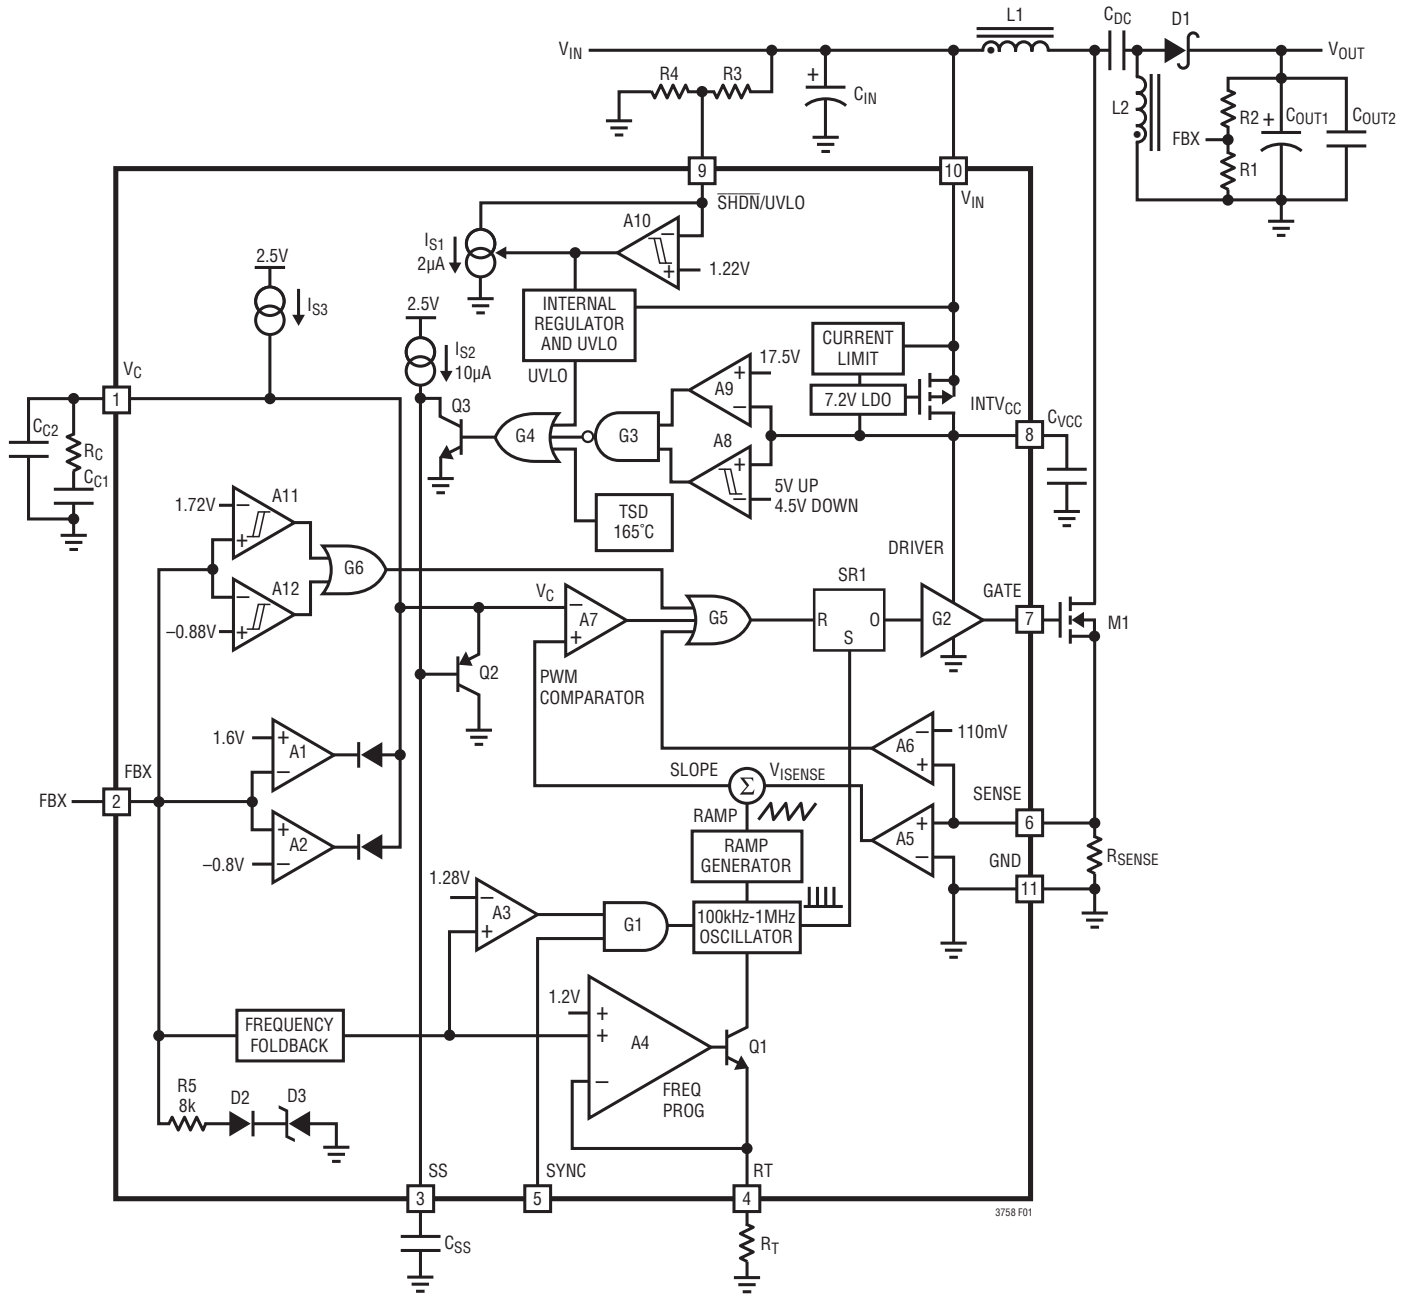 L1
CDC
D1
VIN
VOUT
R4
R3
+
CIN
L2
R2
+
COUT1
COUT2
FBX
R1
9
10
SHDN/UVLO
VIN
A10
−
+
1.22V
IS1
2µA
2.5V
IS3
2.5V
IS2
10µA
INTERNAL
REGULATOR
AND UVLO
UVLO
CURRENT
LIMIT
7.2V LDO
17.5V
A9
+
−
INTVCC
CVCC
8
VC
1
CC2
RC
CC1
Q3
G4
G3
A8
+
−
5V UP
4.5V DOWN
TSD
165˚C
1.72V
−
+
A11
A12
−
+
–0.88V
G6
DRIVER
SR1
GATE
VC
−
+
A7
G5
R
O
S
G2
7
M1
Q2
PWM
COMPARATOR
1.6V
+
−
A1
A6
−
+
110mV
SLOPE
Σ
VISENSE
SENSE
FBX
FBX
2
+
−
A2
–0.8V
RAMP
RAMP
GENERATOR
A5
+
−
6
GND
RSENSE
11
1.28V
−
+
A3
G1
100kHz-1MHz
OSCILLATOR
1.2V
+
+
−
A4
Q1
FREQUENCY
FOLDBACK
FREQ
PROG
R5
8k
D2
D3
SS
SYNC
RT
3
5
4
3758 F01
CSS
RT